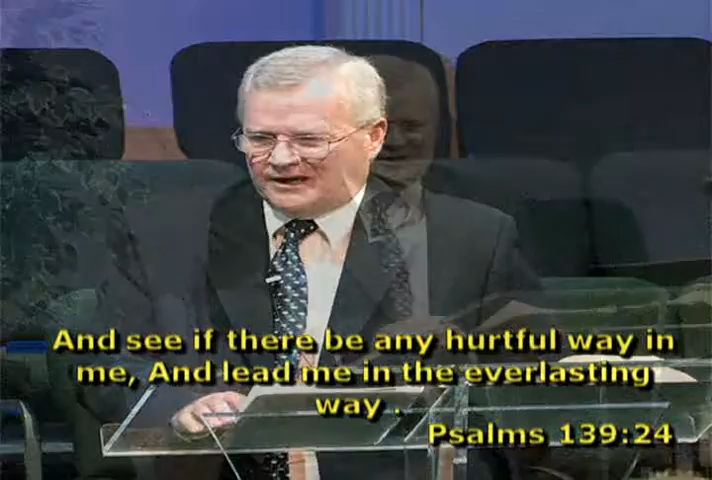 And see if there be any hurtful way in
me, And lead me in the everlasting
way .
Psalms 139:24